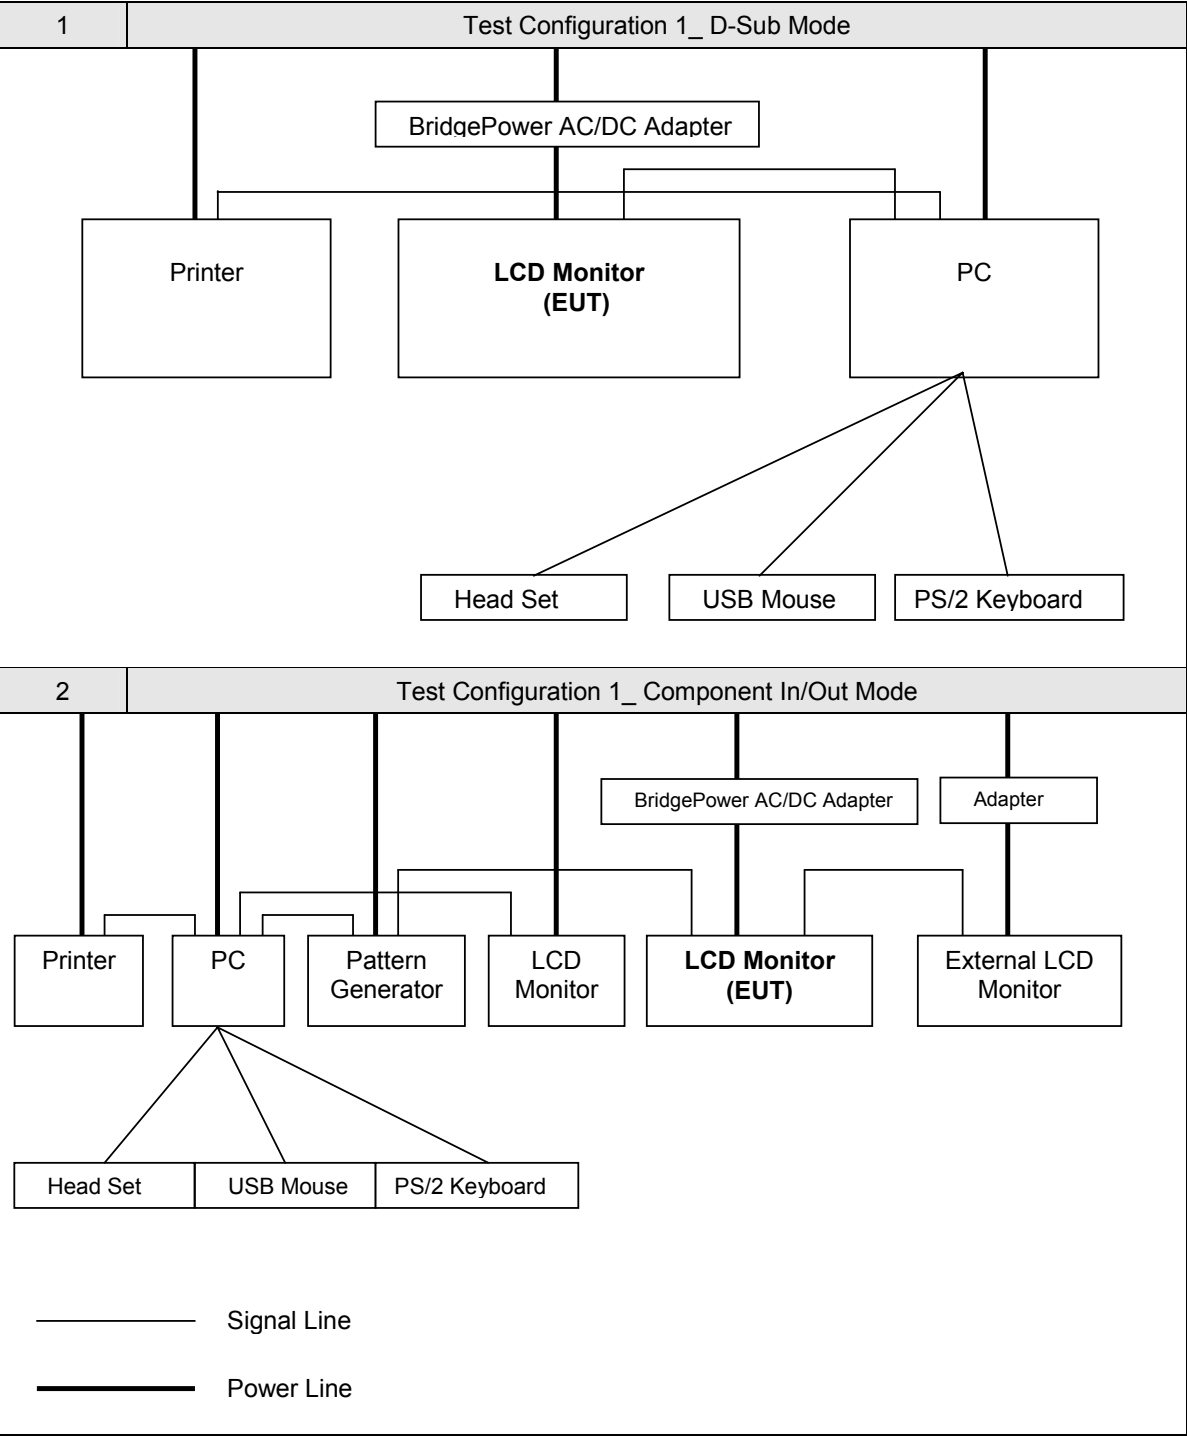 1 Test Configuration 1_ D-Sub Mode
BridgePower AC/DC Adapter
Printer
LCD Monitor
(EUT)
PC
Head Set
USB Mouse
PS/2 Keyboard
2 Test Configuration 1_ Component In/Out Mode
BridgePower AC/DC Adapter
Adapter
Printer
PC
Pattern
Generator
LCD
Monitor
LCD Monitor
(EUT)
External LCD
Monitor
Head Set
USB Mouse
PS/2 Keyboard
Signal Line
Power Line